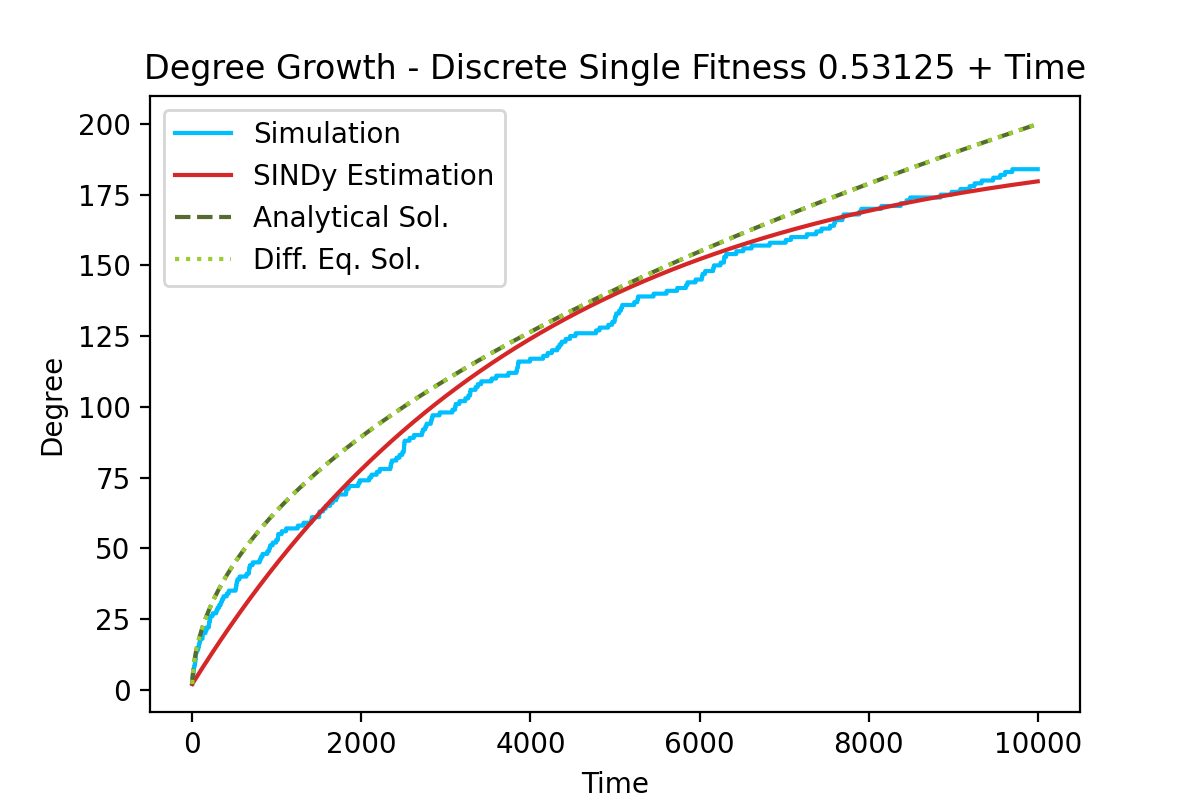 Degree Growth - Discrete Single Fitness 0.53125 + Time
Simulation
SINDy Estimation
Analytical Sol.
Diff. Eq. Sol.
200
175
150
125
100
75
50
25
0
Degree
0 2000 4000 6000 8000 10000
Time